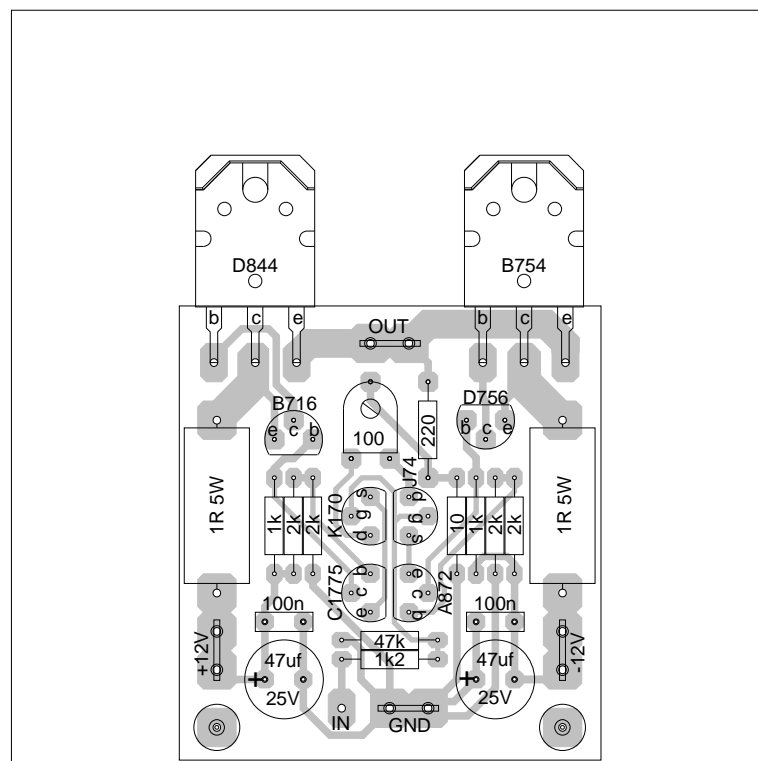 D844
B754
b c e
b c e
OUT
B716
D756
e c b
b c e
100
220
J74
1R 5W
1k
2k
2k
K170
s
g
d
d
g
s
10
1k
2k
2k
1R 5W
C1775
b
c
e
e
c
b
A872
100n
100n
47k
1k2
+12V
-12V
+
47uf
25V
+
47uf
25V
IN
GND